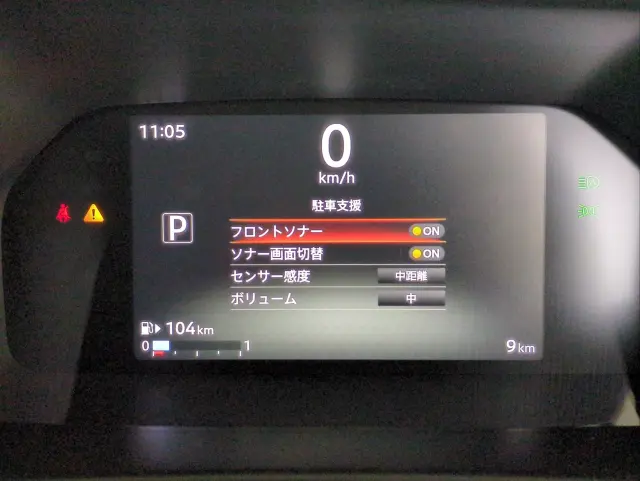 11:05
0
km/h
駐車支援
P
フロントソナー ON
ソナー画面切替 ON
センサー感度 中距離
ボリューム 中
104km
0 1
9km